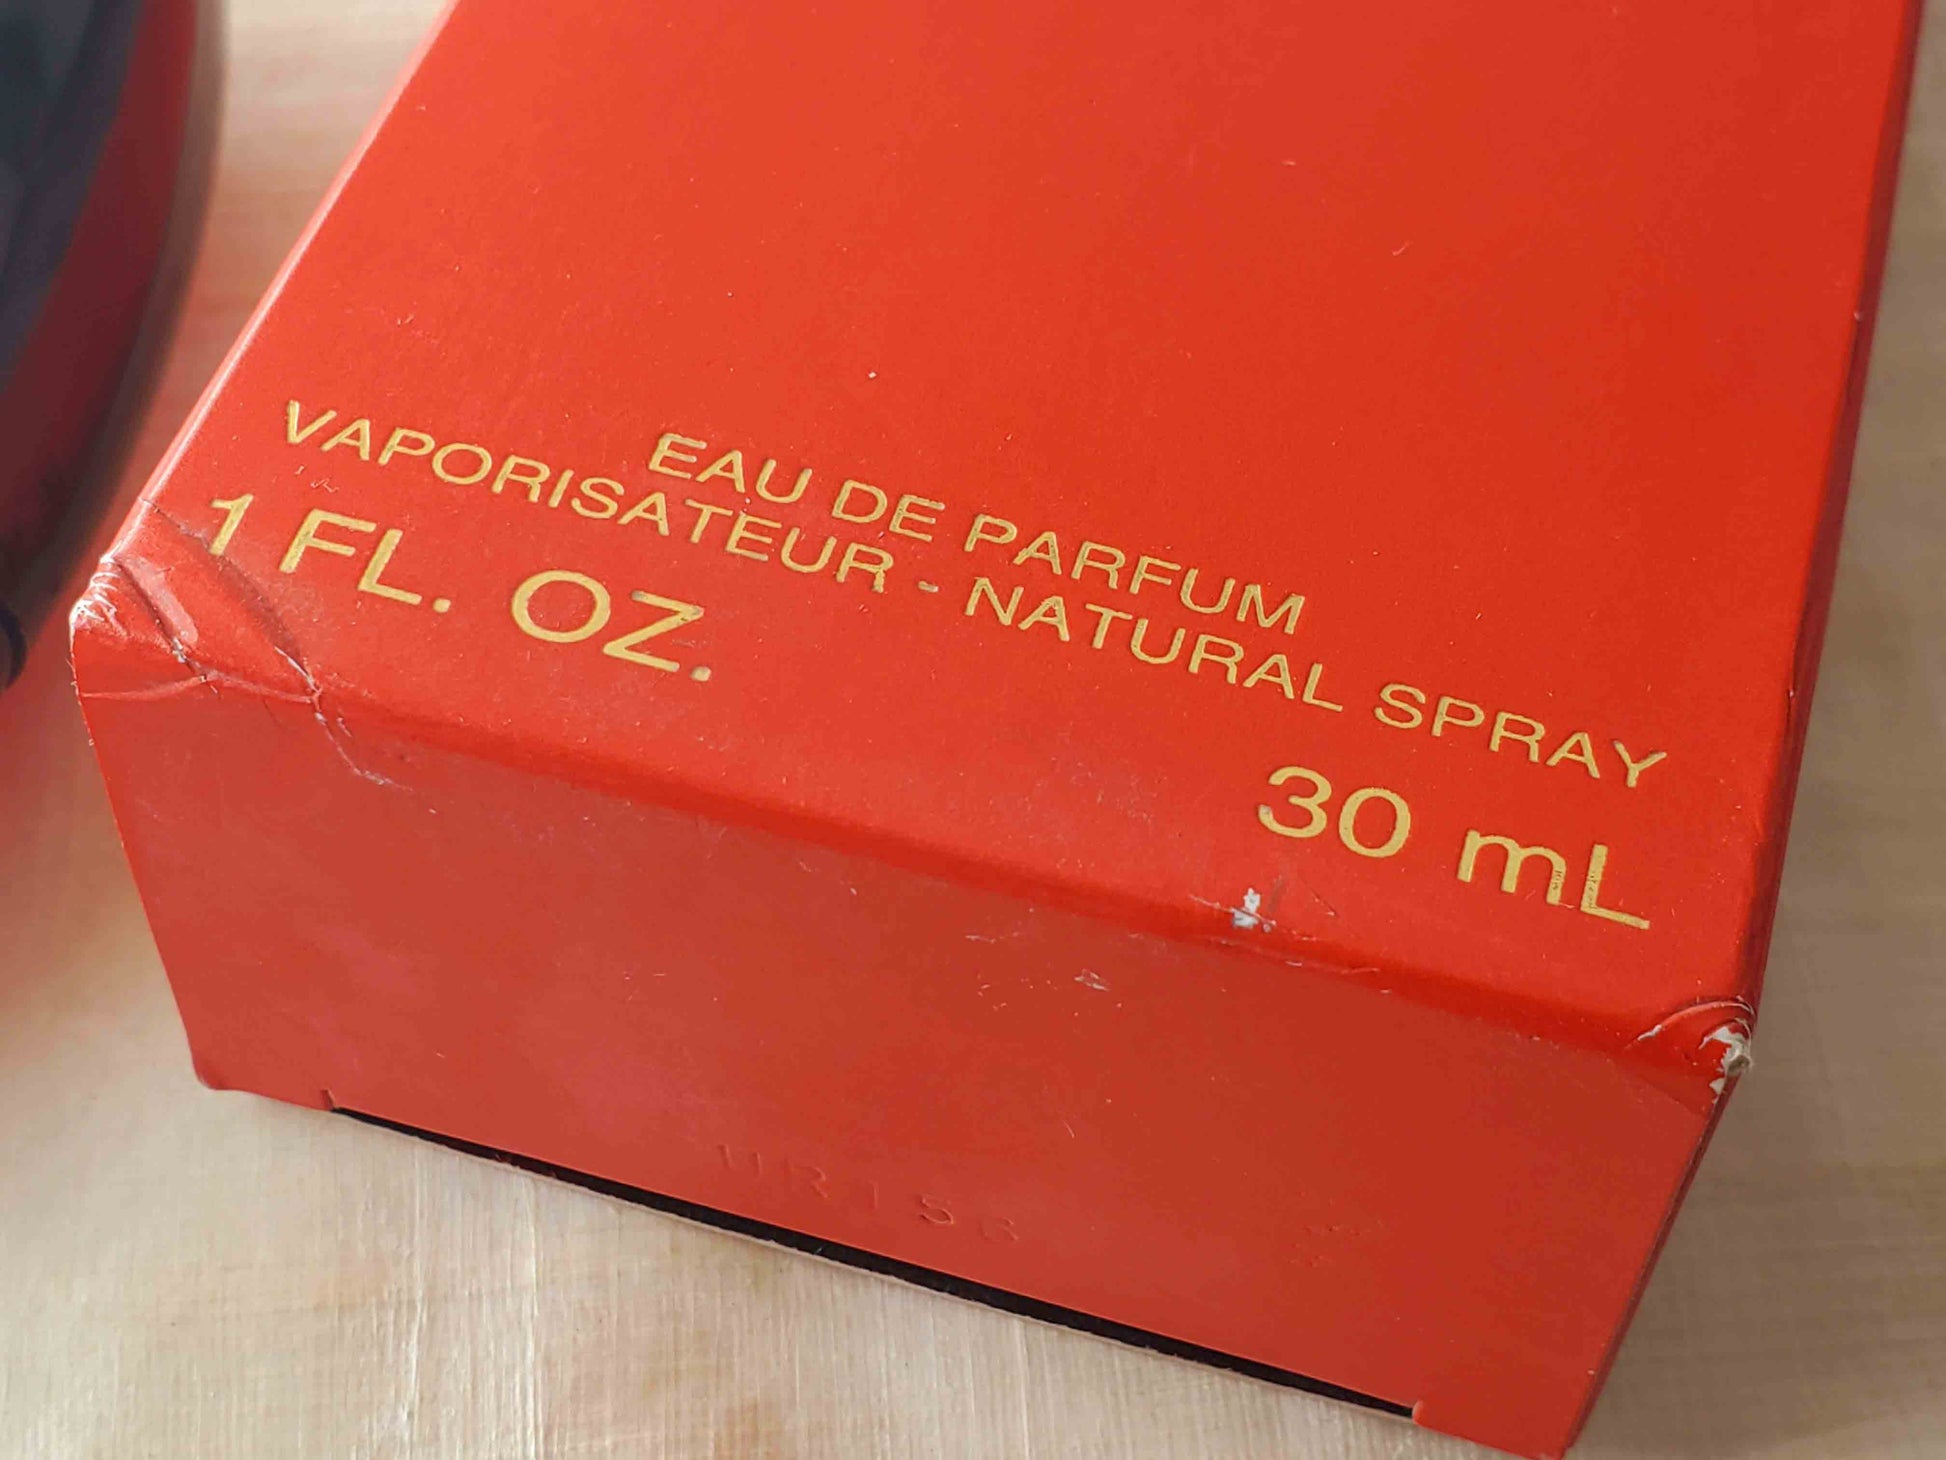 EAU DE PARFUM
VAPORISATEUR - NATURAL SPRAY
1 FL. OZ. 30 mL